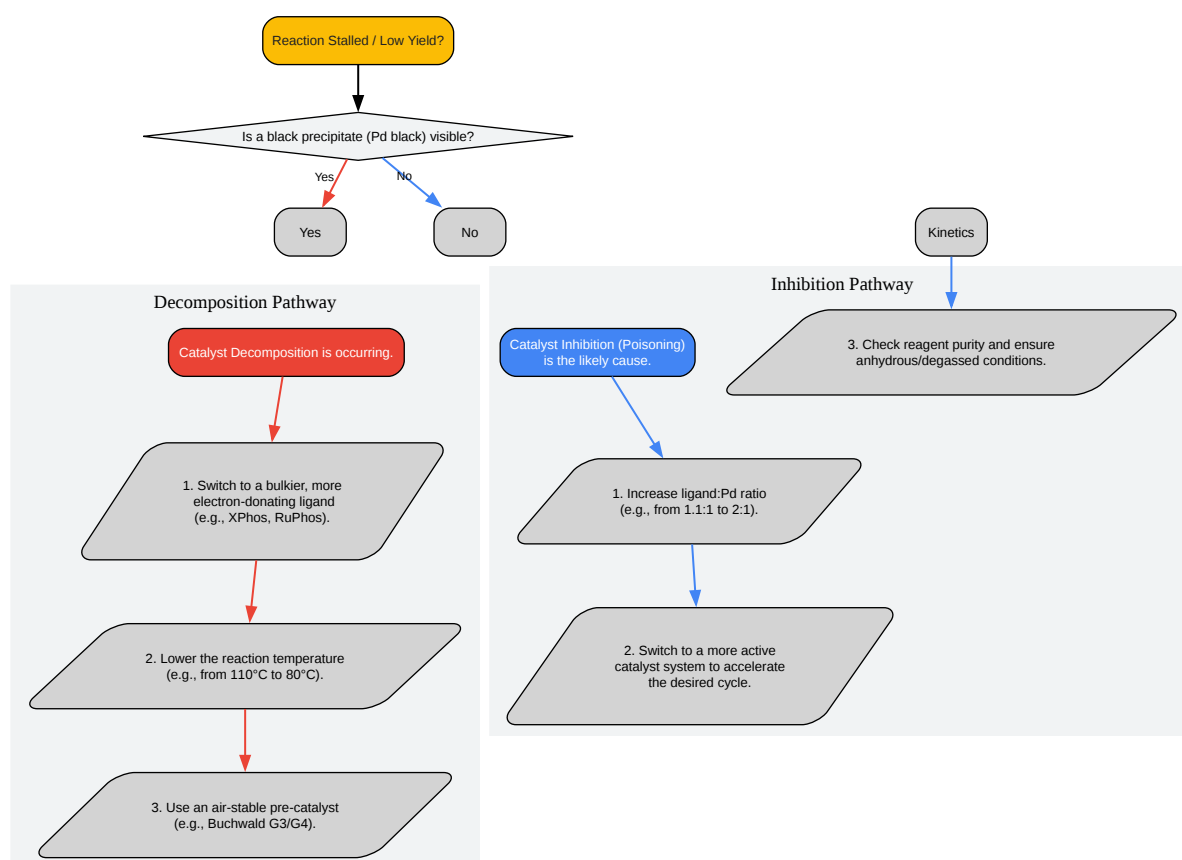 Reaction Stalled / Low Yield?
Is a black precipitate (Pd black) visible?
Yes
No
Yes
No
Kinetics
Decomposition Pathway
Catalyst Decomposition is occurring.
1. Switch to a bulkier, more
electron-donating ligand
(e.g., XPhos, RuPhos).
2. Lower the reaction temperature
(e.g., from 110°C to 80°C).
3. Use an air-stable pre-catalyst
(e.g., Buchwald G3/G4).
Inhibition Pathway
Catalyst Inhibition (Poisoning)
is the likely cause.
3. Check reagent purity and ensure
anhydrous/degassed conditions.
1. Increase ligand:Pd ratio
(e.g., from 1.1:1 to 2:1).
2. Switch to a more active
catalyst system to accelerate
the desired cycle.